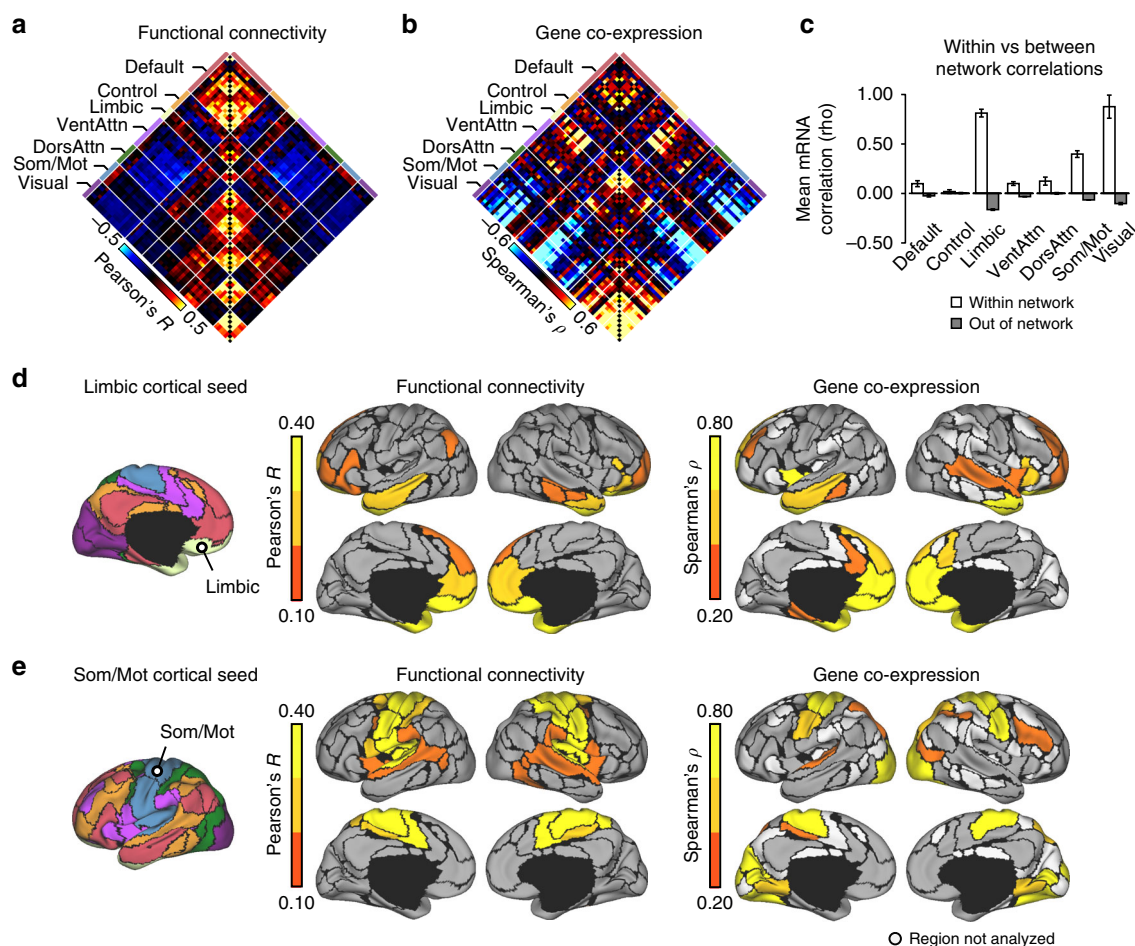 a
Functional connectivity
Default
Control
Limbic
VentAttn
DorsAttn
Som/Mot
Visual
−0.5
0.5
Pearson's R
b
Gene co-expression
Default
Control
Limbic
VentAttn
DorsAttn
Som/Mot
Visual
−0.6
0.6
Spearman's ρ
c
Within vs between
network correlations
Mean mRNA
correlation (rho)
1.00
0.50
0.00
−0.50
Default
Control
Limbic
VentAttn
DorsAttn
Som/Mot
Visual
Within network
Out of network
d
Limbic cortical seed
Limbic
Functional connectivity
0.40
Pearson's R
0.10
Gene co-expression
0.80
Spearman's ρ
0.20
e
Som/Mot cortical seed
Som/Mot
Functional connectivity
0.40
Pearson's R
0.10
Gene co-expression
0.80
Spearman's ρ
0.20
Region not analyzed